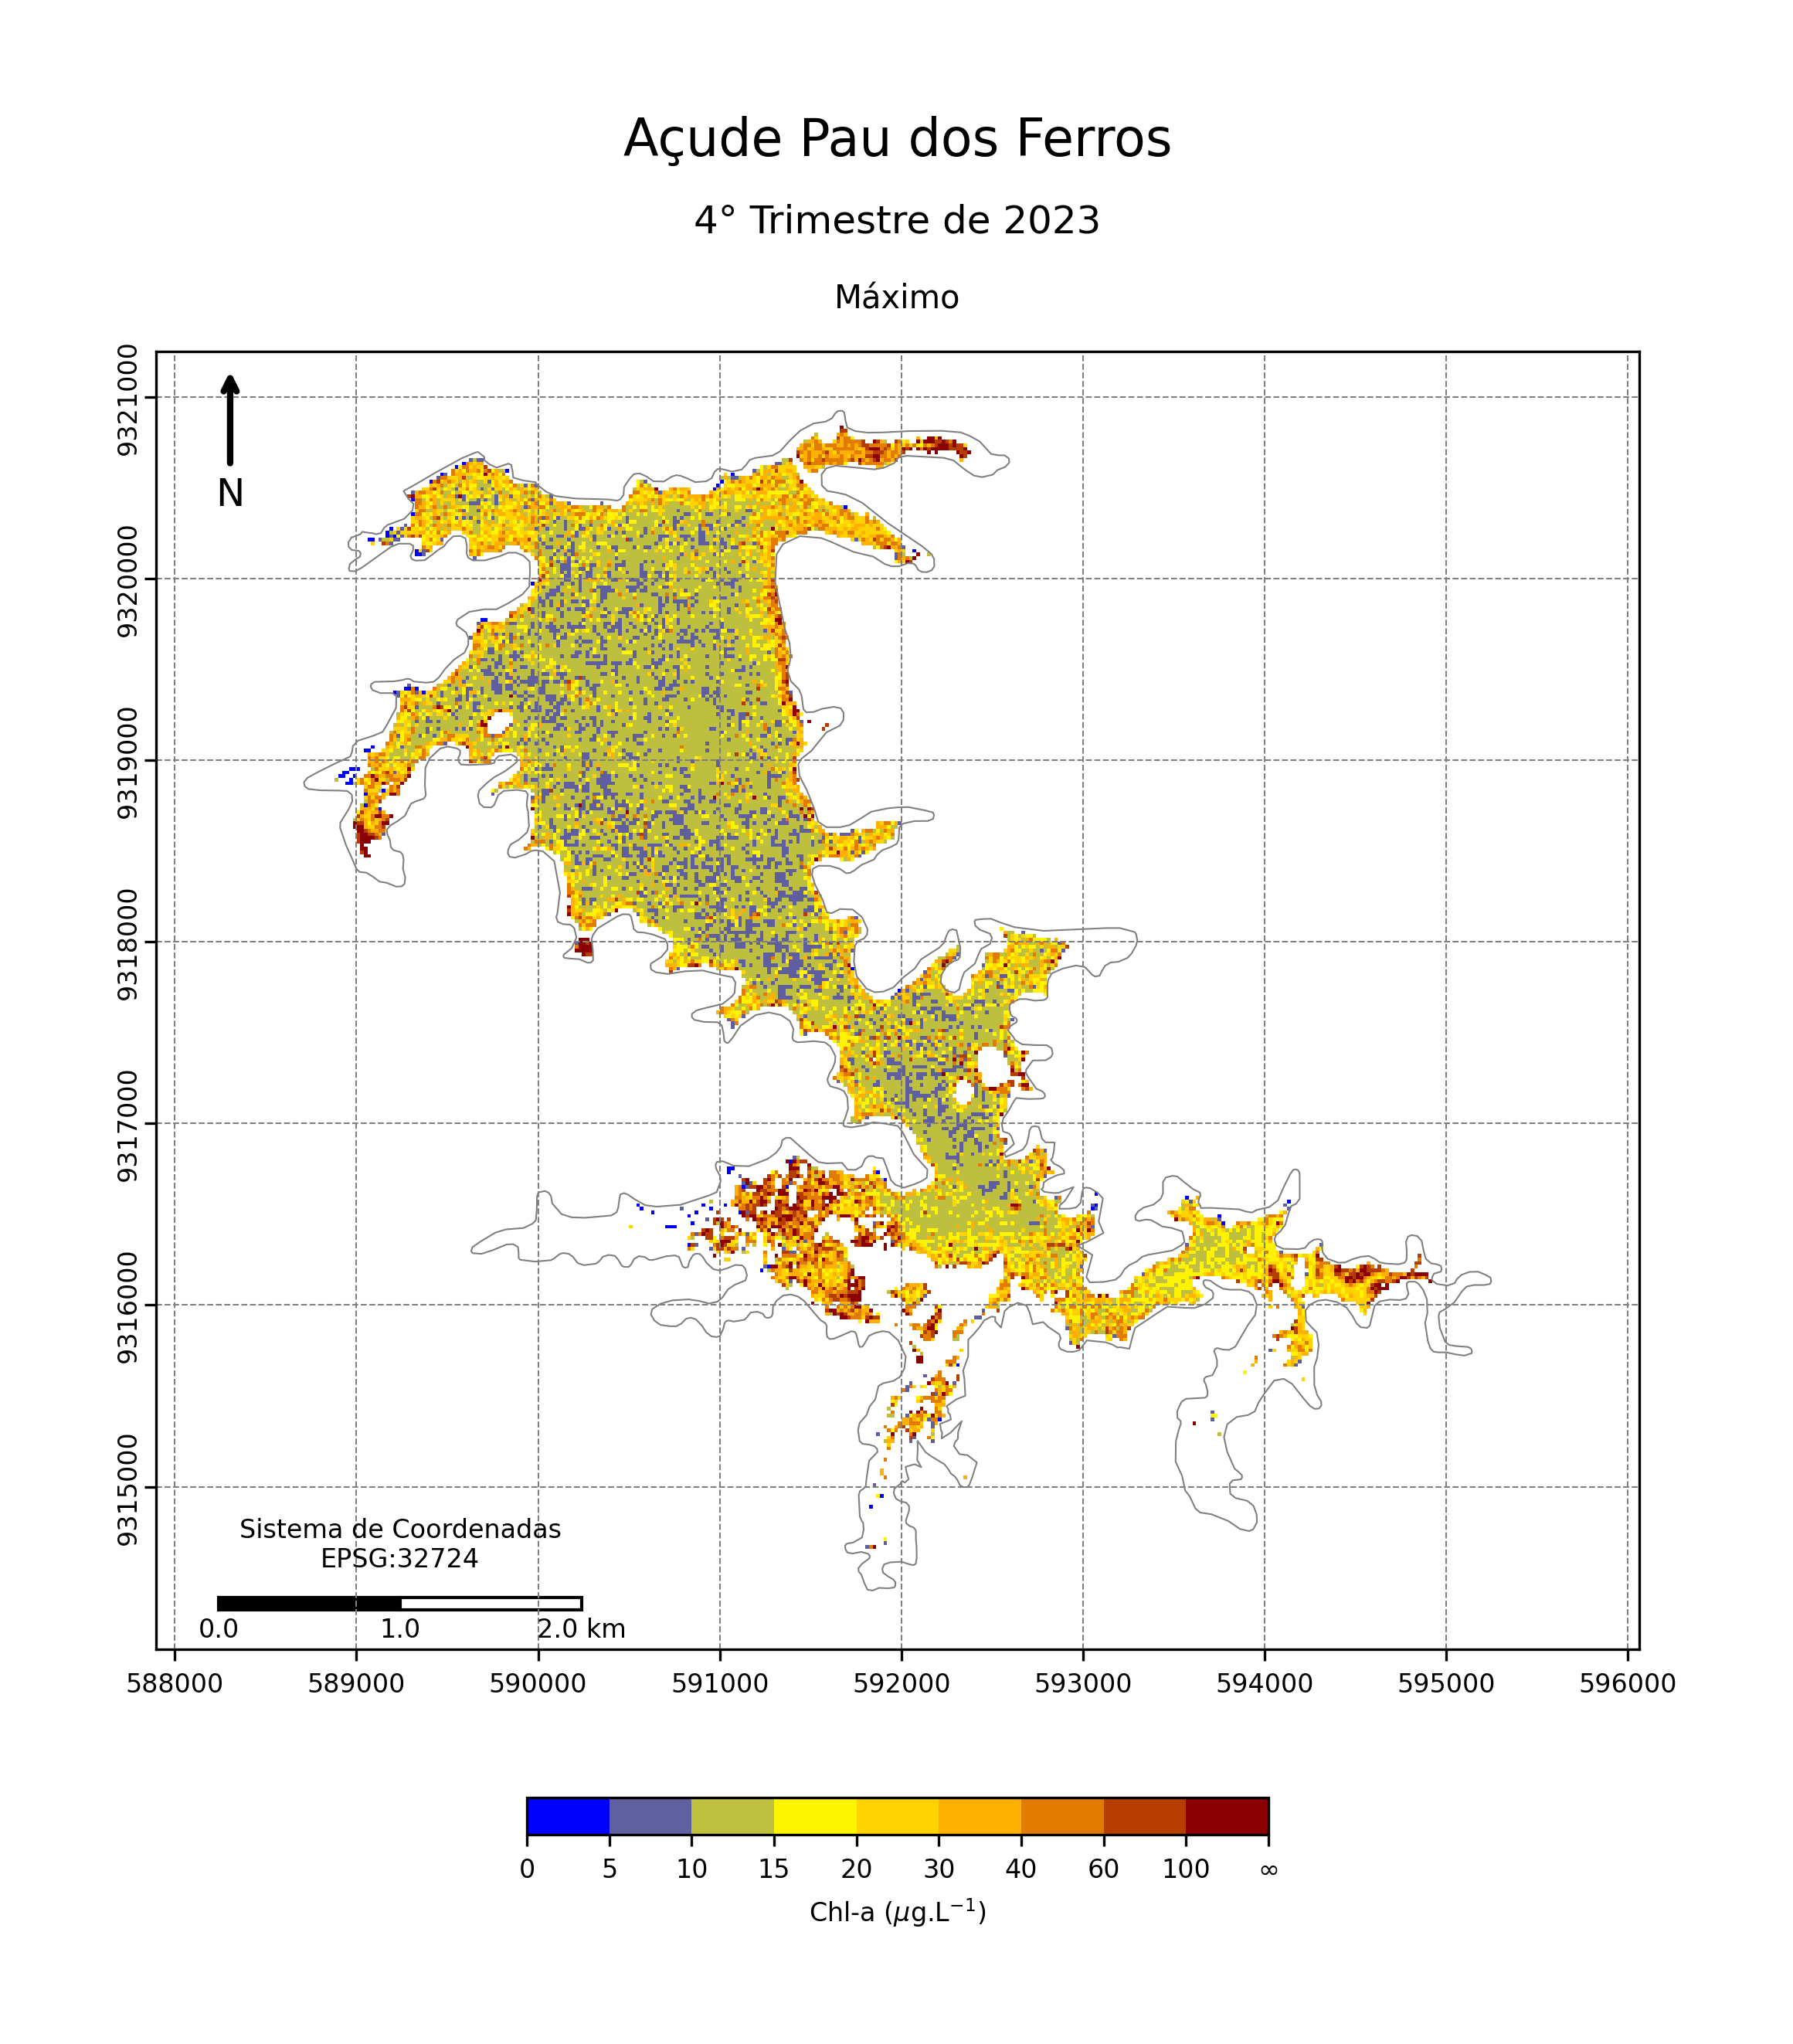 Açude Pau dos Ferros
4° Trimestre de 2023
Máximo
9321000
9320000
9319000
9318000
9317000
9316000
9315000
N
Sistema de Coordenadas
EPSG:32724
0.0 1.0 2.0 km
588000 589000 590000 591000 592000 593000 594000 595000 596000
0 5 10 15 20 30 40 60 100 ∞
Chl-a (μg.L⁻¹)